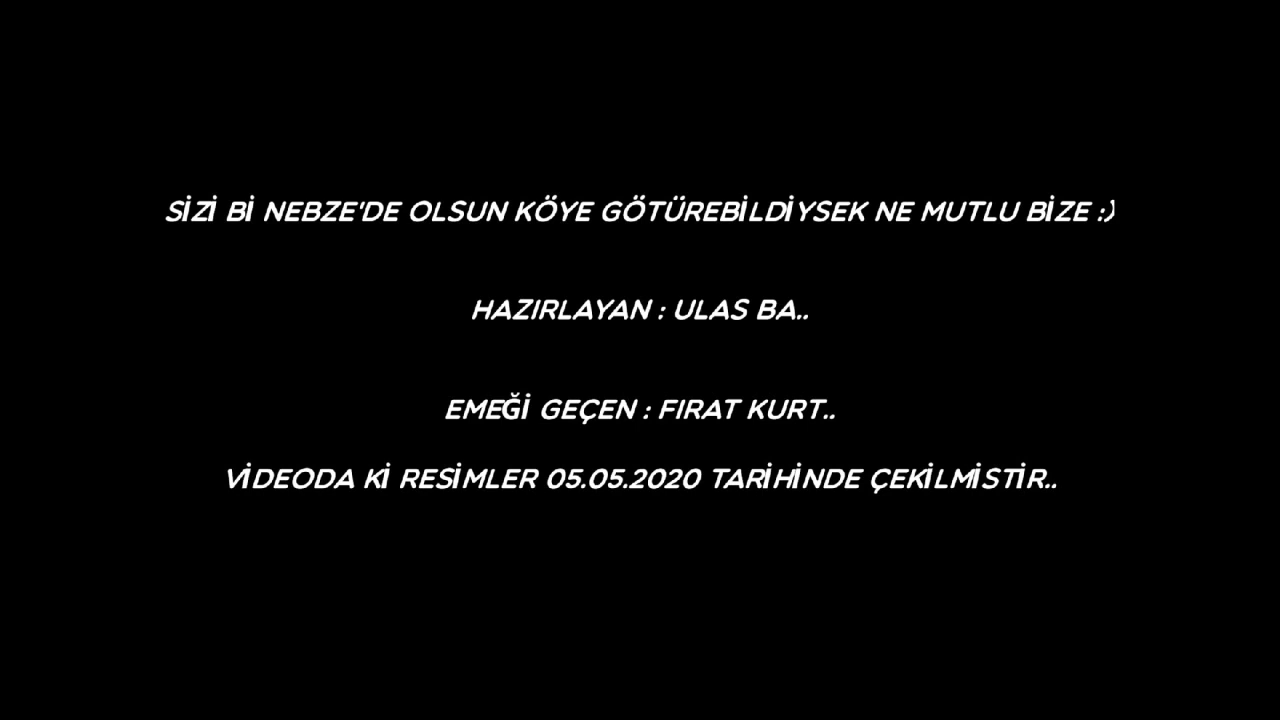 SİZİ Bİ NEBZE'DE OLSUN KÖYE GÖTÜREBİLDİYSEK NE MUTLU BİZE :)
HAZIRLAYAN : ULAS BA..
EMEĞİ GEÇEN : FIRAT KURT..
VİDEODA Kİ RESİMLER 05.05.2020 TARİHİNDE ÇEKİLMİSTİR..